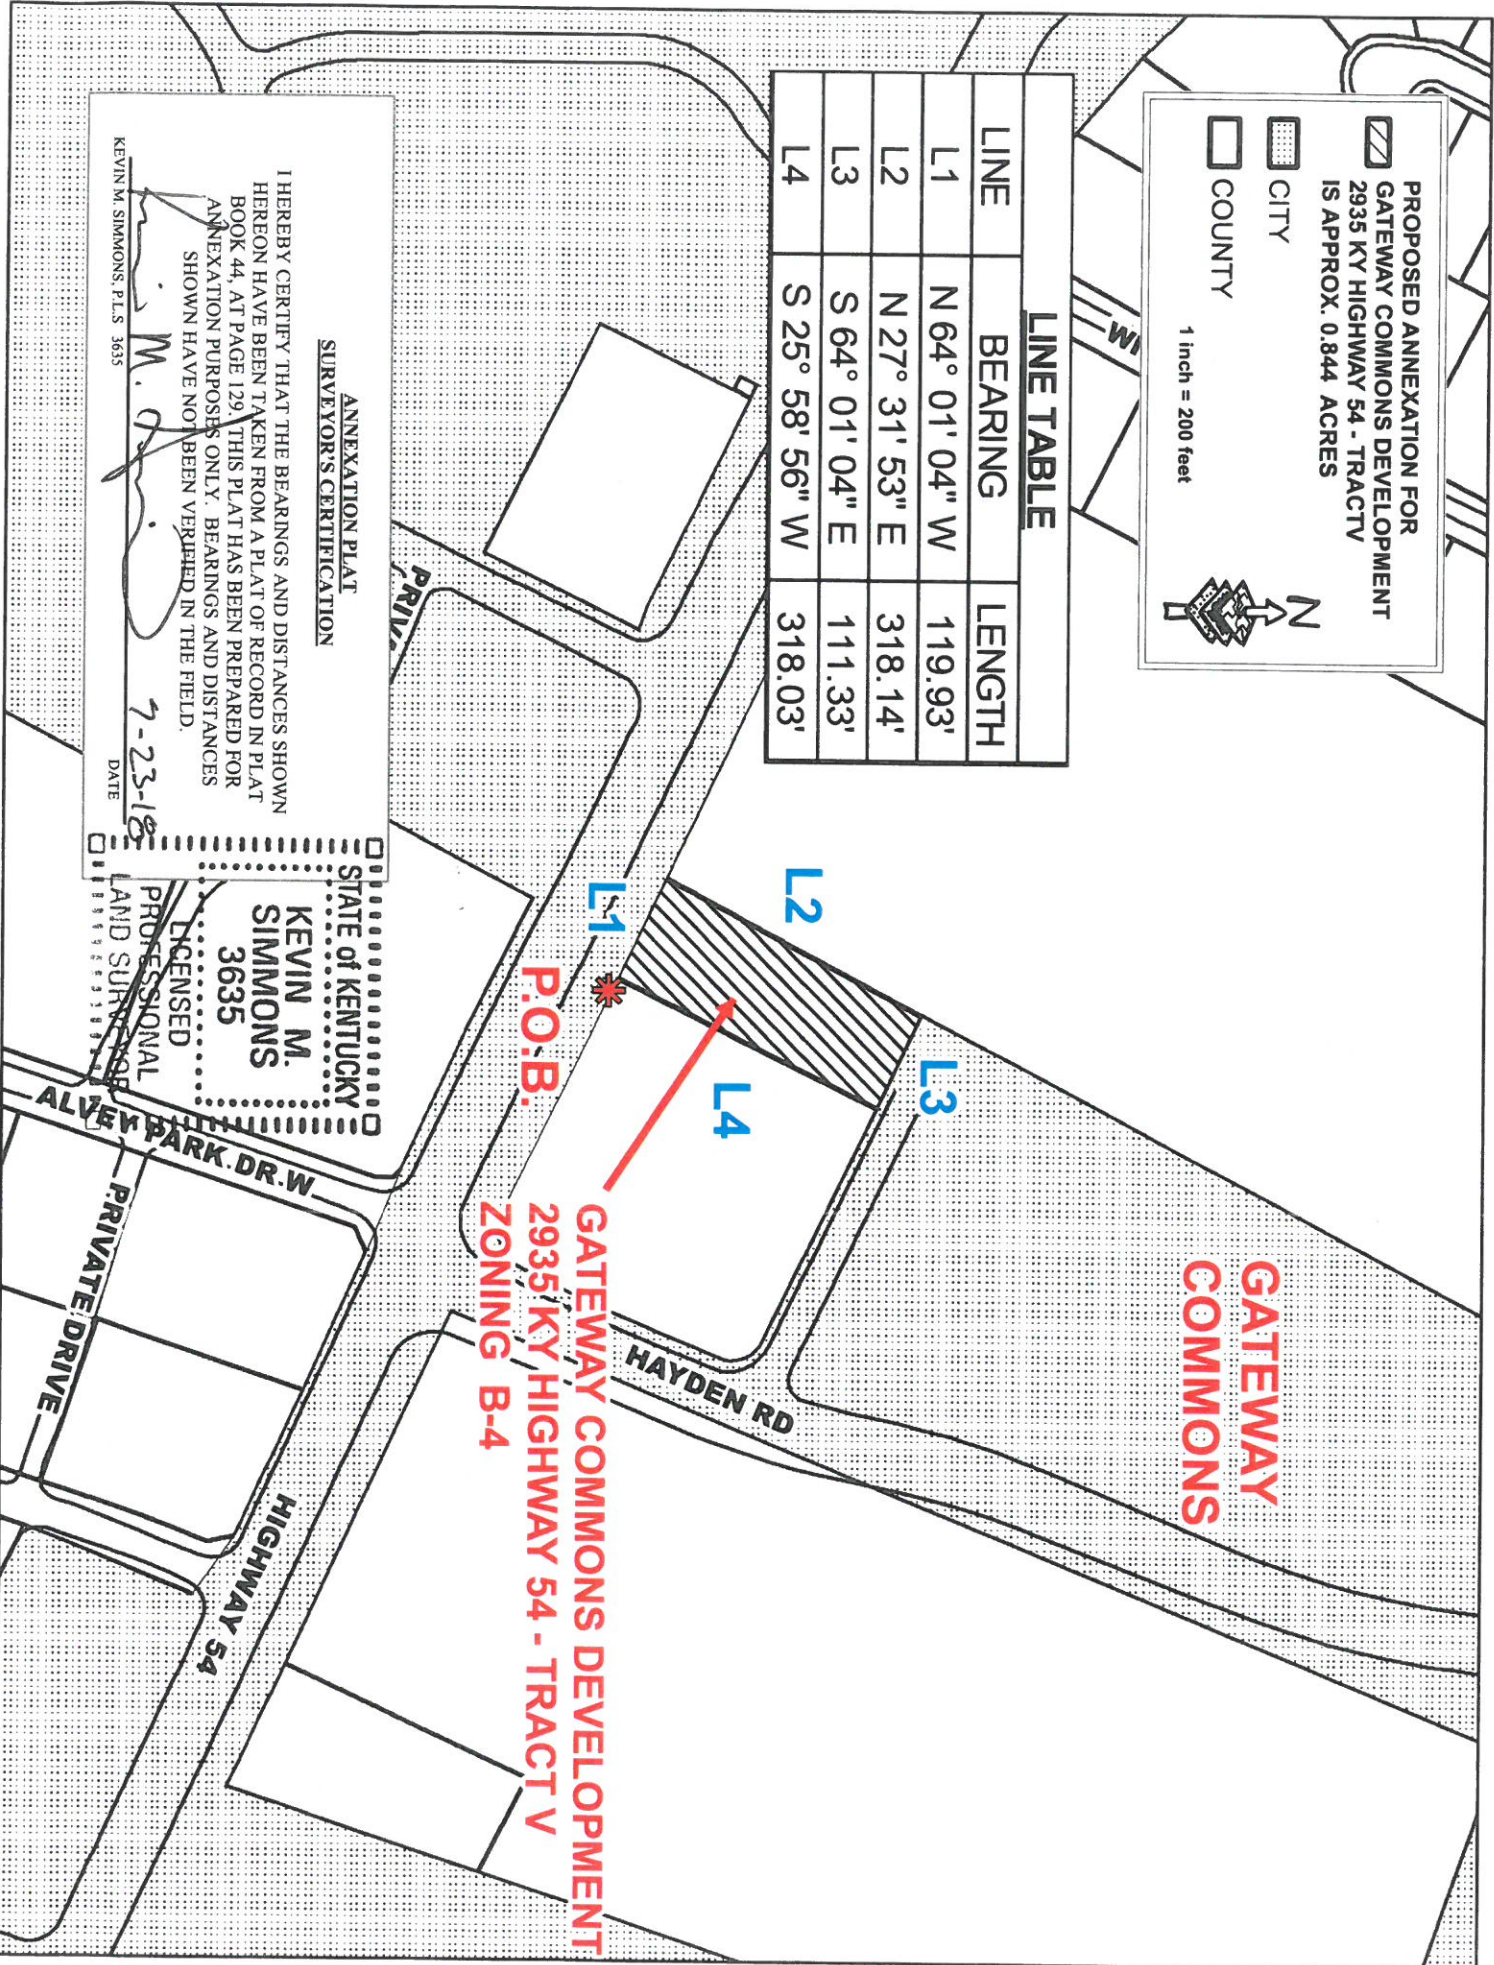 PROPOSED ANNEXATION FOR
GATEWAY COMMONS DEVELOPMENT
2935 KY HIGHWAY 54 - TRACTV
IS APPROX. 0.844 ACRES
CITY
COUNTY
1 inch = 200 feet
N
LINE TABLE
LINE BEARING LENGTH
L1 N 64° 01' 04" W 119.93'
L2 N 27° 31' 53" E 318.14'
L3 S 64° 01' 04" E 111.33'
L4 S 25° 58' 56" W 318.03'
GATEWAY
COMMONS
L2
L3
L4
L1
P.O.B.
GATEWAY COMMONS DEVELOPMENT
2935 KY HIGHWAY 54 - TRACT V
ZONING B-4
HAYDEN RD
HIGHWAY 54
ALVEY PARK DR W
PRIVATE DRIVE
ANNEXATION PLAT
SURVEYOR'S CERTIFICATION
I HEREBY CERTIFY THAT THE BEARINGS AND DISTANCES SHOWN
HEREON HAVE BEEN TAKEN FROM A PLAT OF RECORD IN PLAT
BOOK 44, AT PAGE 129, THIS PLAT HAS BEEN PREPARED FOR
ANNEXATION PURPOSES ONLY. BEARINGS AND DISTANCES
SHOWN HAVE NOT BEEN VERIFIED IN THE FIELD.
7-23-18
KEVIN M. SIMMONS, P.L.S 3635 DATE
STATE of KENTUCKY
KEVIN M.
SIMMONS
3635
LICENSED
PROFESSIONAL
LAND SURVEYOR